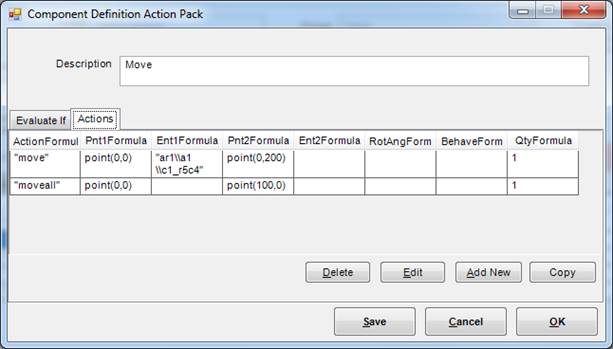 Component Definition Action Pack
Description Move
Evaluate If Actions
ActionFormul Pnt1Formula Ent1Formula Pnt2Formula Ent2Formula RotAngForm BehaveForm QtyFormula
"move" point(0,0) "ar1\\a1 point(0,200) 1
\\c1_r5c4"
"moveall" point(0,0) point(100,0) 1
Delete Edit Add New Copy
Save Cancel OK